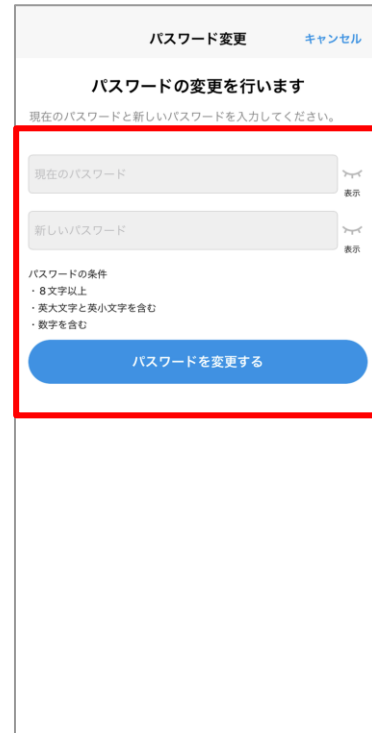 パスワード変更 キャンセル
パスワードの変更を行います
現在のパスワードと新しいパスワードを入力してください。
現在のパスワード
表示
新しいパスワード
表示
パスワードの条件
・8文字以上
・英大文字と英小文字を含む
・数字を含む
パスワードを変更する